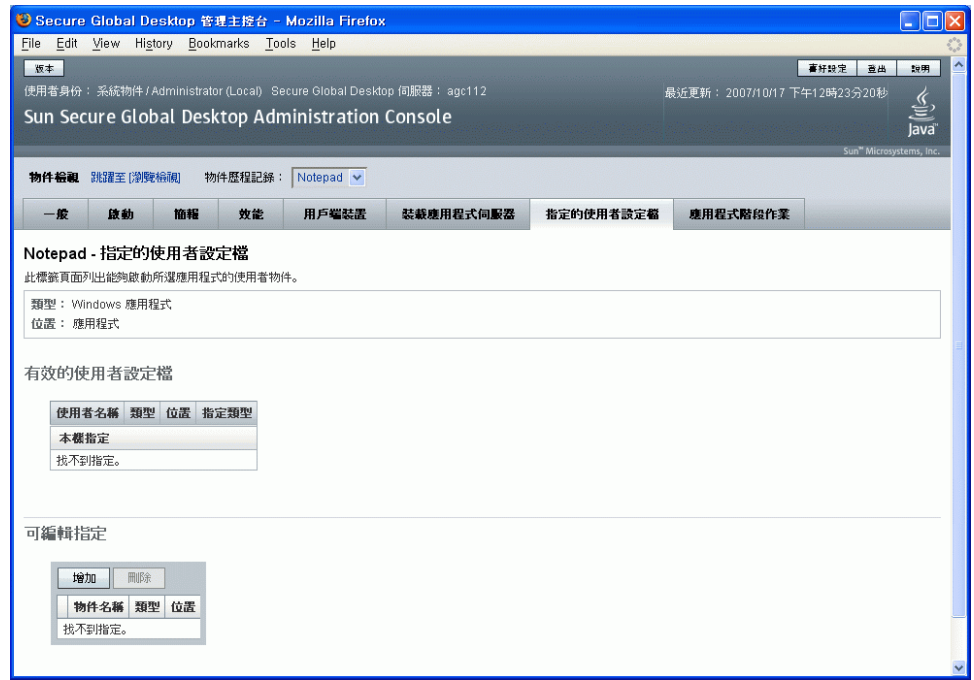 Secure Global Desktop 管理主控台 - Mozilla Firefox
File Edit View History Bookmarks Tools Help
版本
喜好設定 登出 說明
使用者身份： 系統物件 / Administrator (Local) Secure Global Desktop 伺服器： agc112
最近更新： 2007/10/17 下午12時23分20秒
Sun Secure Global Desktop Administration Console
Java™
Sun™ Microsystems, Inc.
物件檢視 跳躍至 [瀏覽檢視] 物件歷程記錄： Notepad
一般 啟動 簡報 效能 用戶端裝置 裝載應用程式伺服器 指定的使用者設定檔 應用程式階段作業
Notepad - 指定的使用者設定檔
此標籤頁面列出能夠啟動所選應用程式的使用者物件。
類型： Windows 應用程式
位置： 應用程式
有效的使用者設定檔
使用者名稱 類型 位置 指定類型
本機指定
找不到指定。
可編輯指定
增加 刪除
物件名稱 類型 位置
找不到指定。